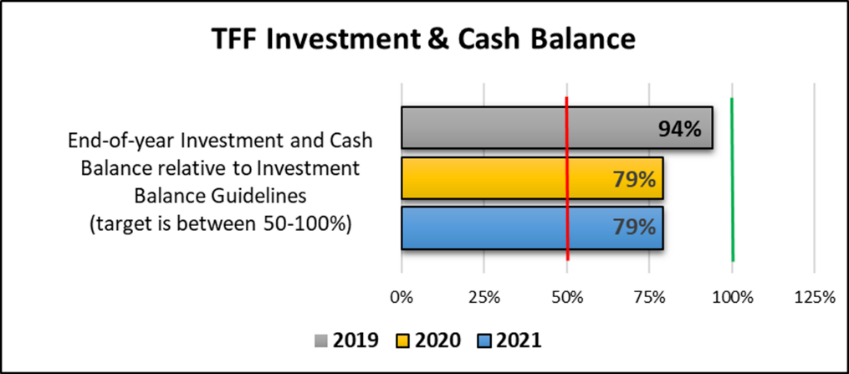 TFF Investment & Cash Balance
End-of-year Investment and Cash
Balance relative to Investment
Balance Guidelines
(target is between 50-100%)
94%
79%
79%
0% 25% 50% 75% 100% 125%
2019 2020 2021